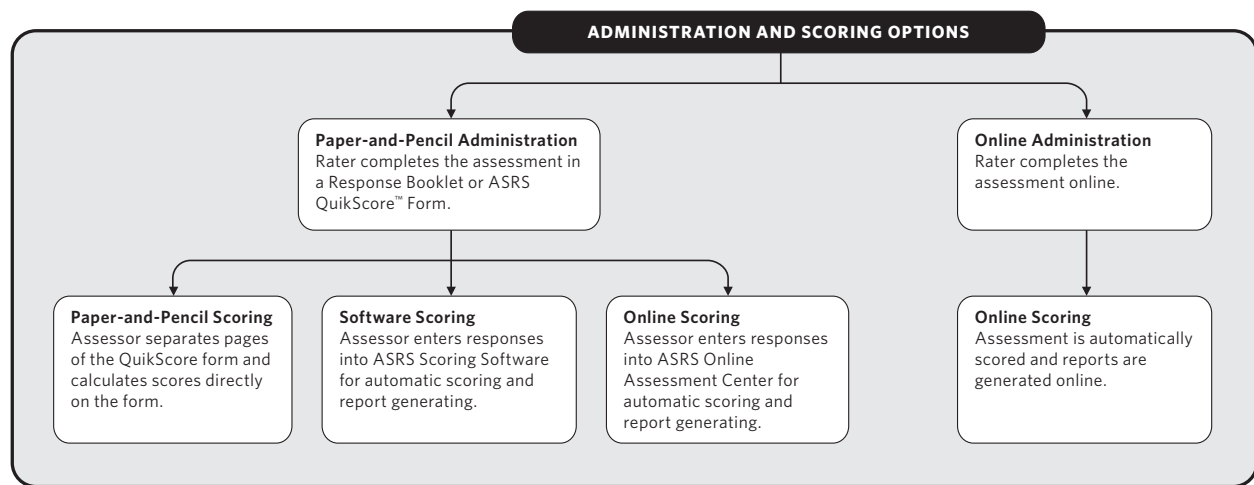 ADMINISTRATION AND SCORING OPTIONS
Paper-and-Pencil Administration
Rater completes the assessment in
a Response Booklet or ASRS
QuikScore™ Form.
Online Administration
Rater completes the
assessment online.
Paper-and-Pencil Scoring
Assessor separates pages
of the QuikScore form and
calculates scores directly
on the form.
Software Scoring
Assessor enters responses
into ASRS Scoring Software
for automatic scoring and
report generating.
Online Scoring
Assessor enters responses
into ASRS Online
Assessment Center for
automatic scoring and
report generating.
Online Scoring
Assessment is automatically
scored and reports are
generated online.